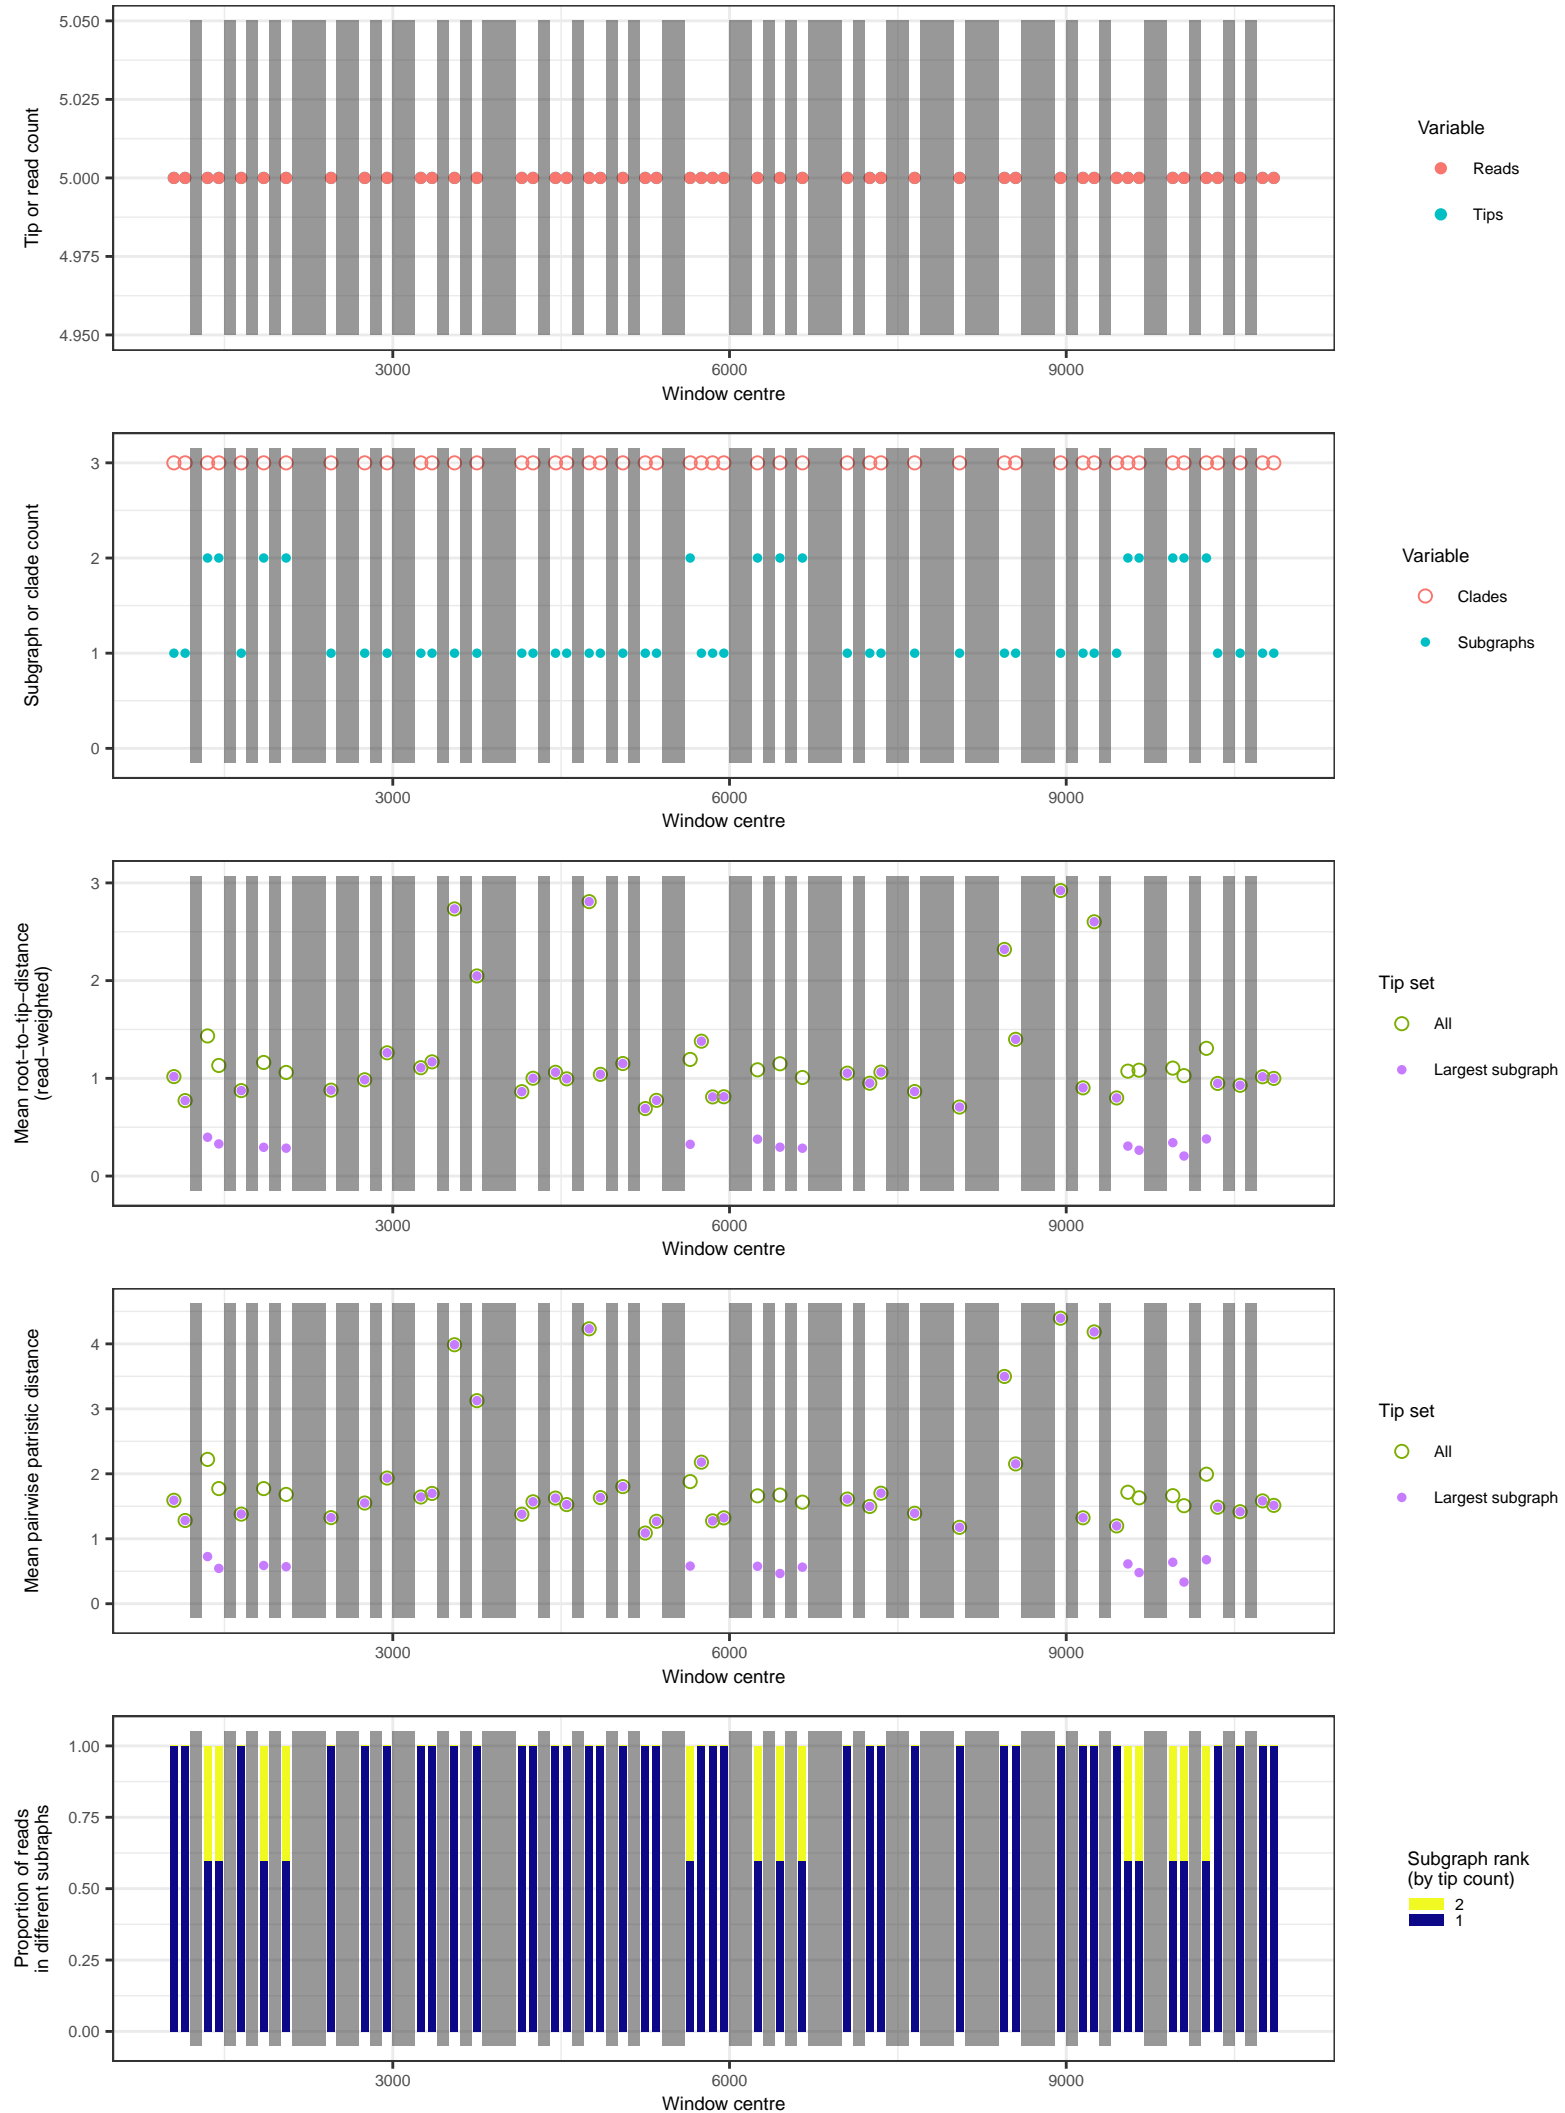 5.050
5.025
5.000
4.975
4.950
Tip or read count
3000
6000
9000
Window centre
Variable
Reads
Tips
3
2
1
0
Subgraph or clade count
3000
6000
9000
Window centre
Variable
Clades
Subgraphs
3
2
1
0
Mean root−to−tip−distance
(read−weighted)
3000
6000
9000
Window centre
Tip set
All
Largest subgraph
4
3
2
1
0
Mean pairwise patristic distance
3000
6000
9000
Window centre
Tip set
All
Largest subgraph
1.00
0.75
0.50
0.25
0.00
Proportion of reads
in different subraphs
3000
6000
9000
Window centre
Subgraph rank
(by tip count)
2
1